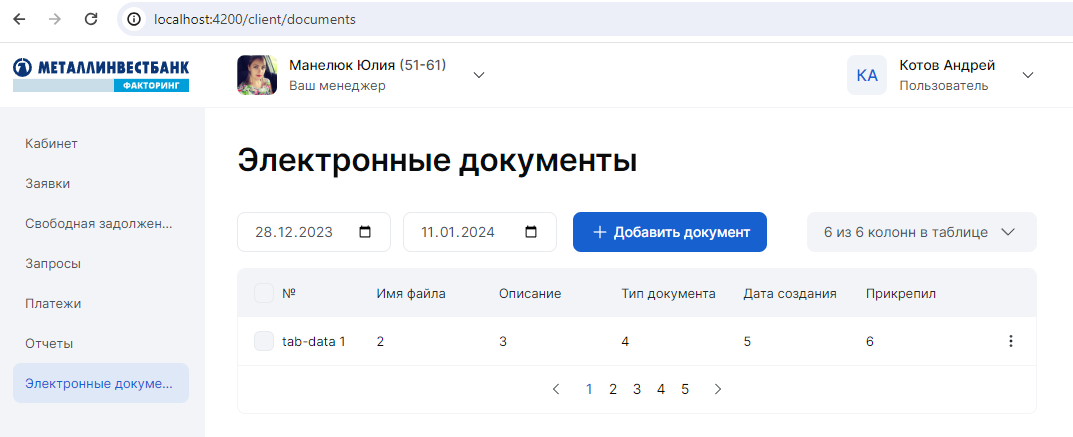 localhost:4200/client/documents
МЕТАЛЛИНВЕСТБАНК
ФАКТОРИНГ
Манелюк Юлия (51-61)
Ваш менеджер
КА
Котов Андрей
Пользователь
Кабинет
Заявки
Свободная задолжен...
Запросы
Платежи
Отчеты
Электронные докуме...
Электронные документы
28.12.2023
11.01.2024
+ Добавить документ
6 из 6 колонн в таблице
№ Имя файла Описание Тип документа Дата создания Прикрепил
tab-data 1 2 3 4 5 6
< 1 2 3 4 5 >